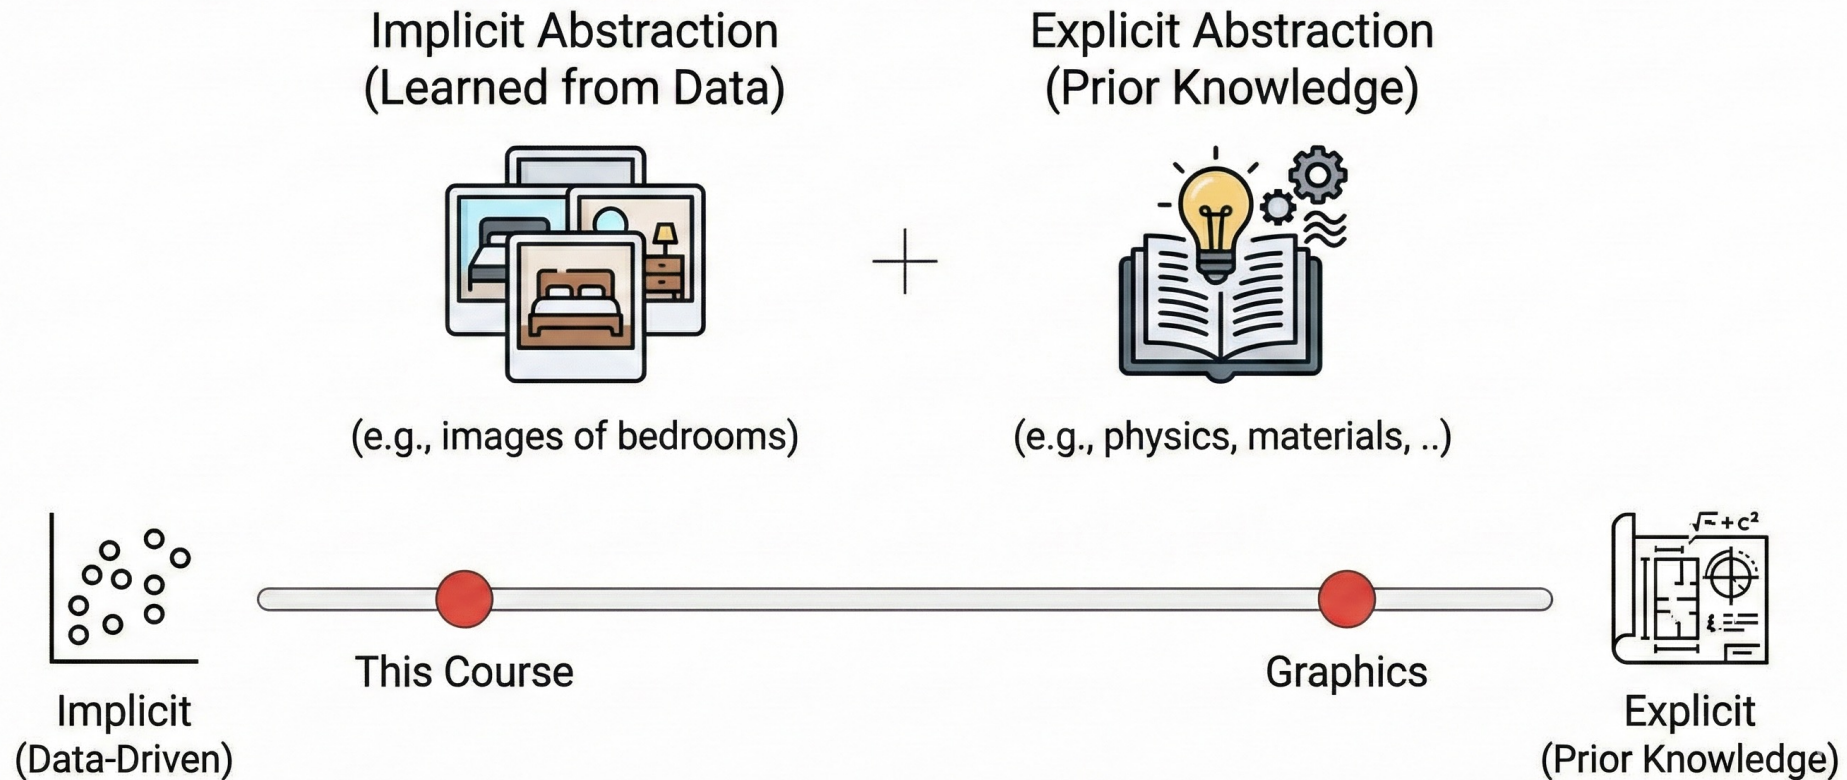 Implicit Abstraction
(Learned from Data)
Explicit Abstraction
(Prior Knowledge)
(e.g., images of bedrooms)
(e.g., physics, materials, ..)
This Course
Graphics
Implicit
(Data-Driven)
Explicit
(Prior Knowledge)